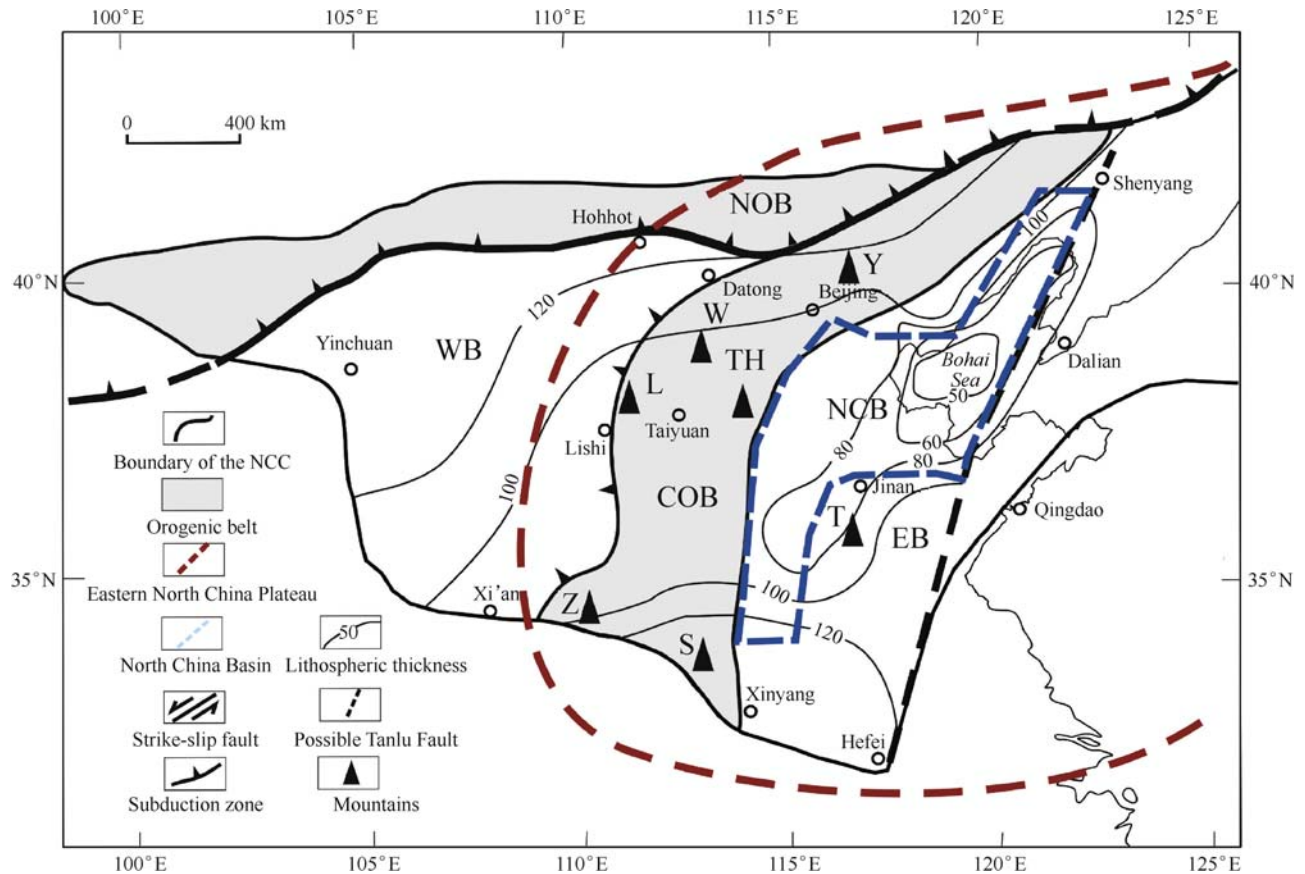 100°E 105°E 110°E 115°E 120°E 125°E
0 400 km
Shenyang
NOB
Hohhot
100
40°N
40°N
Y
Datong
Beijing
120
W
Yinchuan
WB
Dalian
TH
Bohai
Sea
50
L
NCB
Taiyuan
Lishi
60
80
80
Boundary of the NCC
100
COB
Jinan
Qingdao
T
EB
Orogenic belt
35°N
35°N
Xi'an
100
Eastern North China Plateau
Z
120
50
S
North China Basin
Lithospheric thickness
Xinyang
Strike-slip fault
Possible Tanlu Fault
Hefei
Subduction zone
Mountains
100°E 105°E 110°E 115°E 120°E 125°E